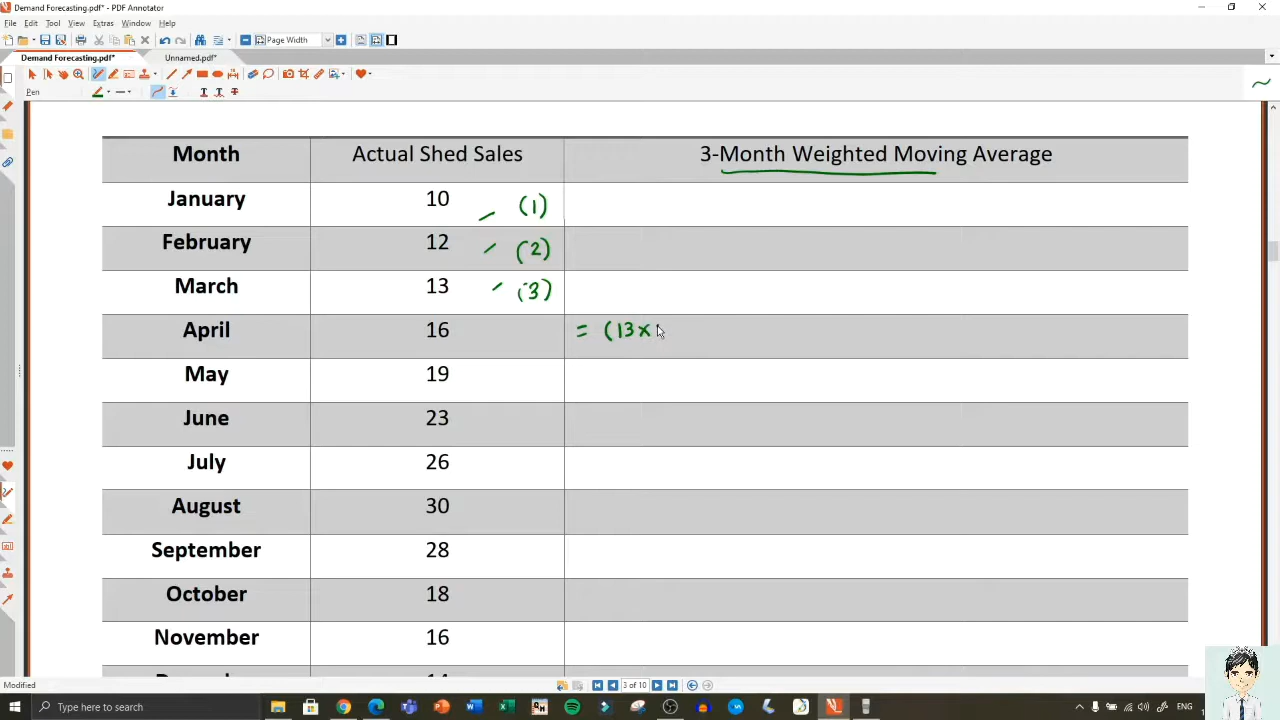 Demand Forecasting.pdf* - PDF Annotator
File Edit View Tools Extras Window Help
Page Width
Demand Forecasting.pdf* Unnamed.pdf*
Pen
Month Actual Shed Sales 3-Month Weighted Moving Average
January 10 (1)
February 12 (2)
March 13 (3)
April 16 = (13x
May 19
June 23
July 26
August 30
September 28
October 18
November 16
Modified 3 of 10
Type here to search ENG